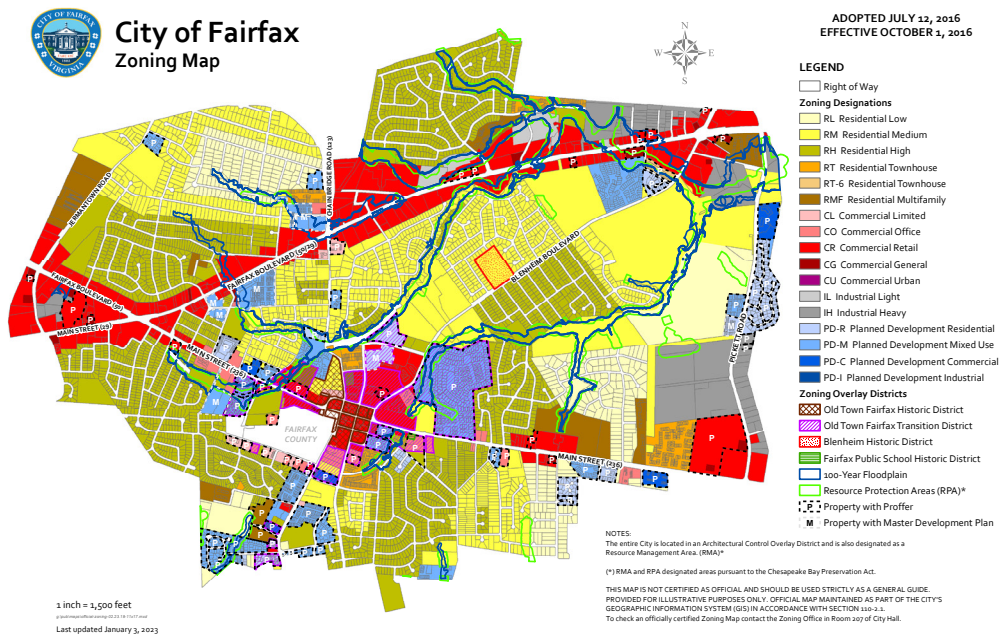 CITY OF FAIRFAX
VIRGINIA
City of Fairfax
Zoning Map
N
W
E
S
ADOPTED JULY 12, 2016
EFFECTIVE OCTOBER 1, 2016
LEGEND
Right of Way
Zoning Designations
RL Residential Low
RM Residential Medium
RH Residential High
RT Residential Townhouse
RT-6 Residential Townhouse
RMF Residential Multifamily
CL Commercial Limited
CO Commercial Office
CR Commercial Retail
CG Commercial General
CU Commercial Urban
IL Industrial Light
IH Industrial Heavy
PD-R Planned Development Residential
PD-M Planned Development Mixed Use
PD-C Planned Development Commercial
PD-I Planned Development Industrial
Zoning Overlay Districts
Old Town Fairfax Historic District
Old Town Fairfax Transition District
Blenheim Historic District
Fairfax Public School Historic District
100-Year Floodplain
Resource Protection Areas (RPA)*
P Property with Proffer
M Property with Master Development Plan
JERMANTOWN ROAD
CHAIN BRIDGE ROAD (123)
FAIRFAX BOULEVARD (50/29)
BLENHEIM BOULEVARD
FAIRFAX BOULEVARD (50)
MAIN STREET (29)
MAIN STREET (236)
PICKETT ROAD
FAIRFAX
COUNTY
MAIN STREET (236)
NOTES:
The entire City is located in an Architectural Control Overlay District and is also designated as a
Resource Management Area. (RMA)*
(*) RMA and RPA designated areas pursuant to the Chesapeake Bay Preservation Act.
THIS MAP IS NOT CERTIFIED AS OFFICIAL AND SHOULD BE USED STRICTLY AS A GENERAL GUIDE.
PROVIDED FOR ILLUSTRATIVE PURPOSES ONLY. OFFICIAL MAP MAINTAINED AS PART OF THE CITY'S
GEOGRAPHIC INFORMATION SYSTEM (GIS) IN ACCORDANCE WITH SECTION 110-2.1.
To check an officially certified Zoning Map contact the Zoning Office in Room 207 of City Hall.
1 inch = 1,500 feet
Last updated January 3, 2023